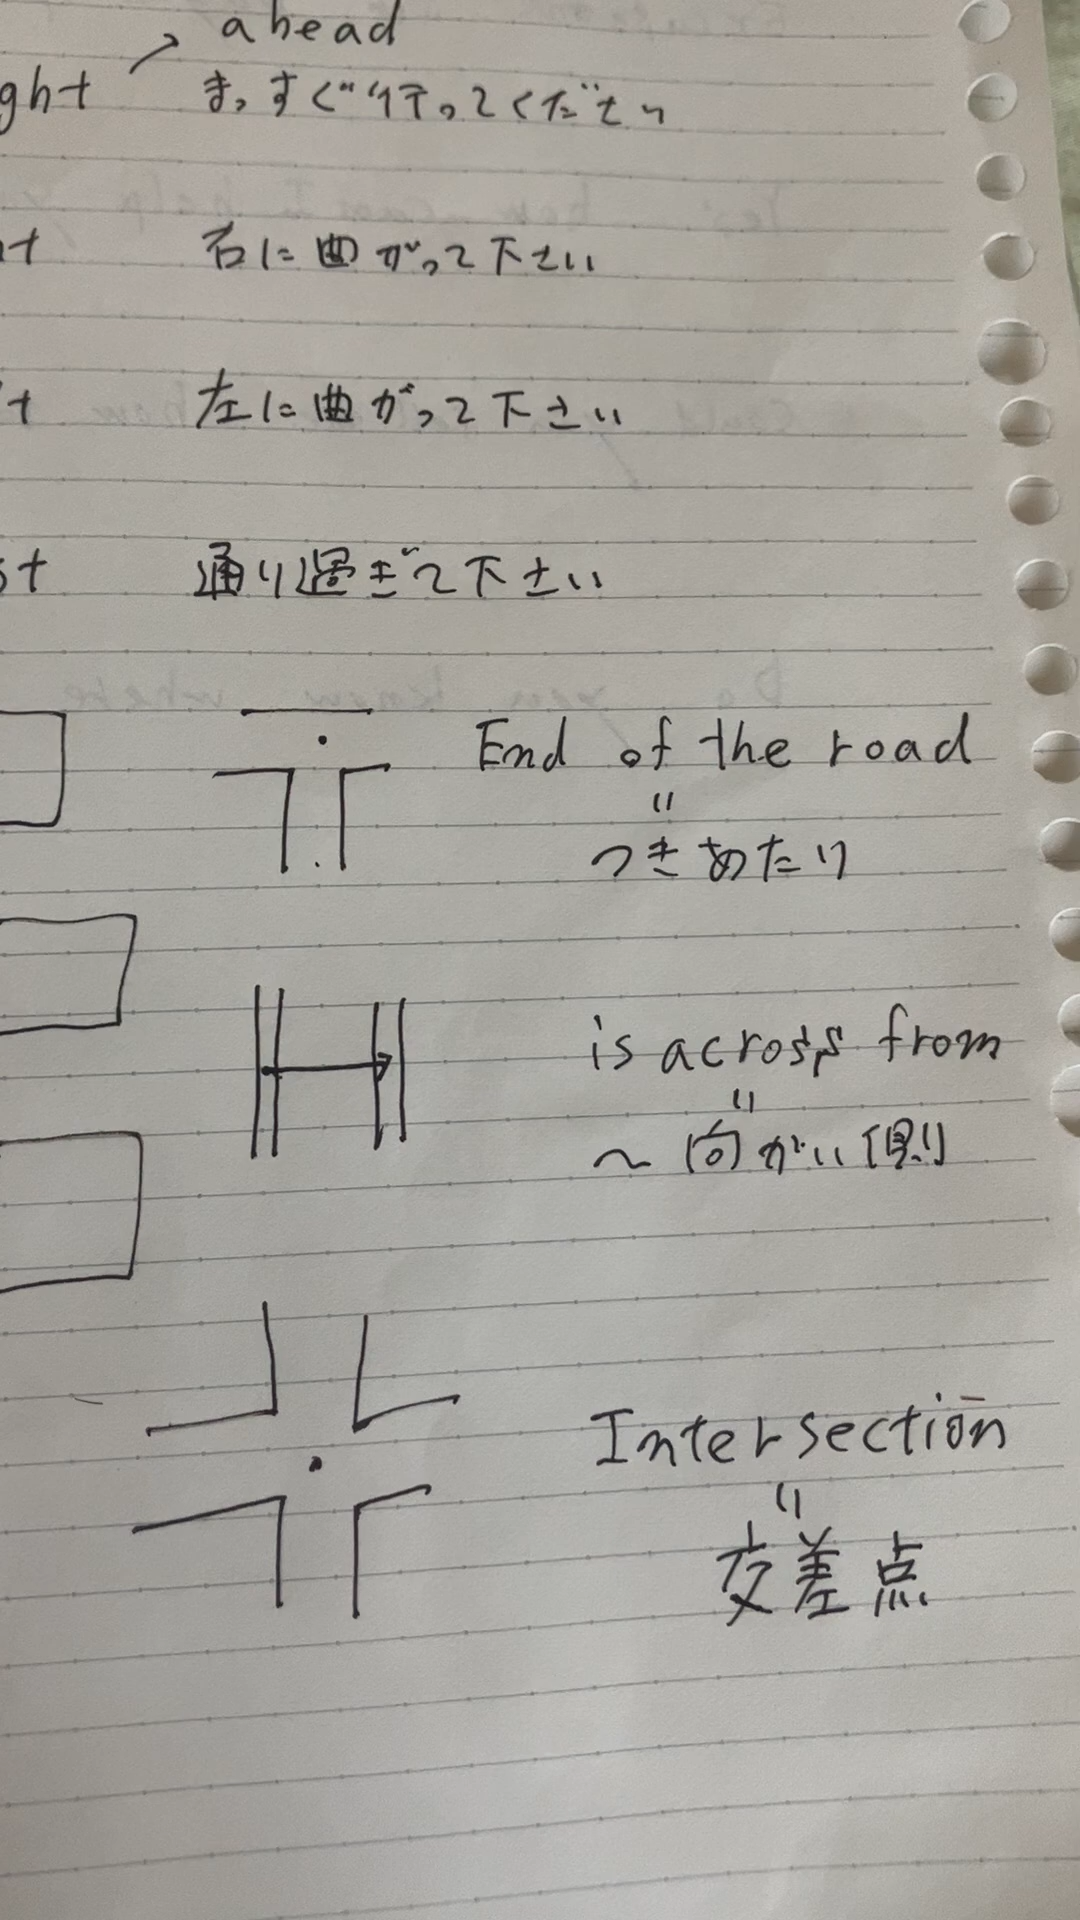 ahead
ght まっすぐ行ってください
ht 右に曲がって下さい
t 左に曲がって下さい
st 通り過ぎて下さい
End of the road
〃
つきあたり
is across from
〃
〜向がい側
Intersection
〃
交差点